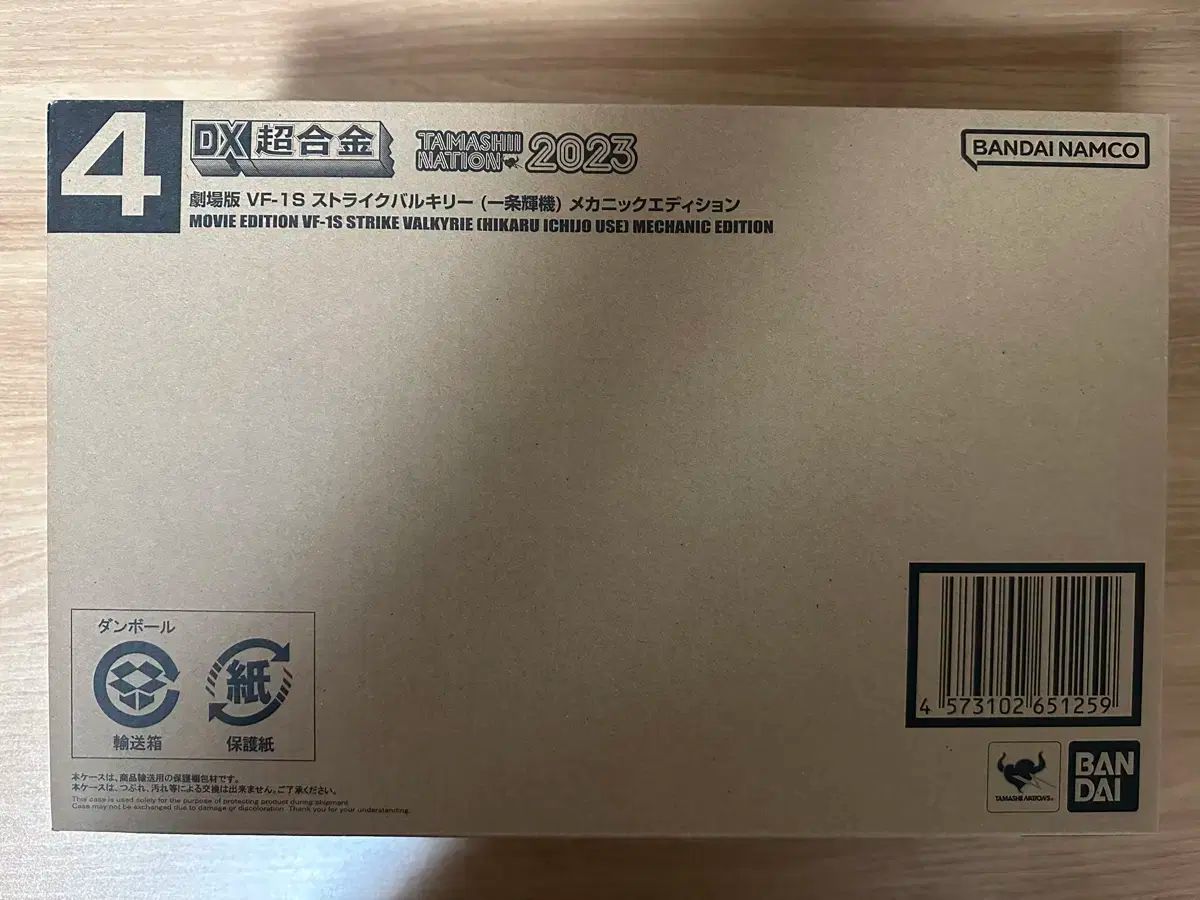 4
DX超合金
TAMASHII NATION 2023
BANDAI NAMCO
劇場版 VF-1S ストライクバルキリー (一条輝機) メカニックエディション
MOVIE EDITION VF-1S STRIKE VALKYRIE (HIKARU ICHIJO USE) MECHANIC EDITION
ダンボール
紙
輸送箱
保護紙
本ケースは、商品輸送用の保護梱包材です。
本ケースは、つぶれ、汚れ等による交換は出来ません。ご了承ください。
This case is used solely for the purpose of protecting product during shipment.
Case may not be exchanged due to damage or discoloration. Thank you for your understanding.
4 573102 651259
TAMASHII NATIONS
BAN
DAI